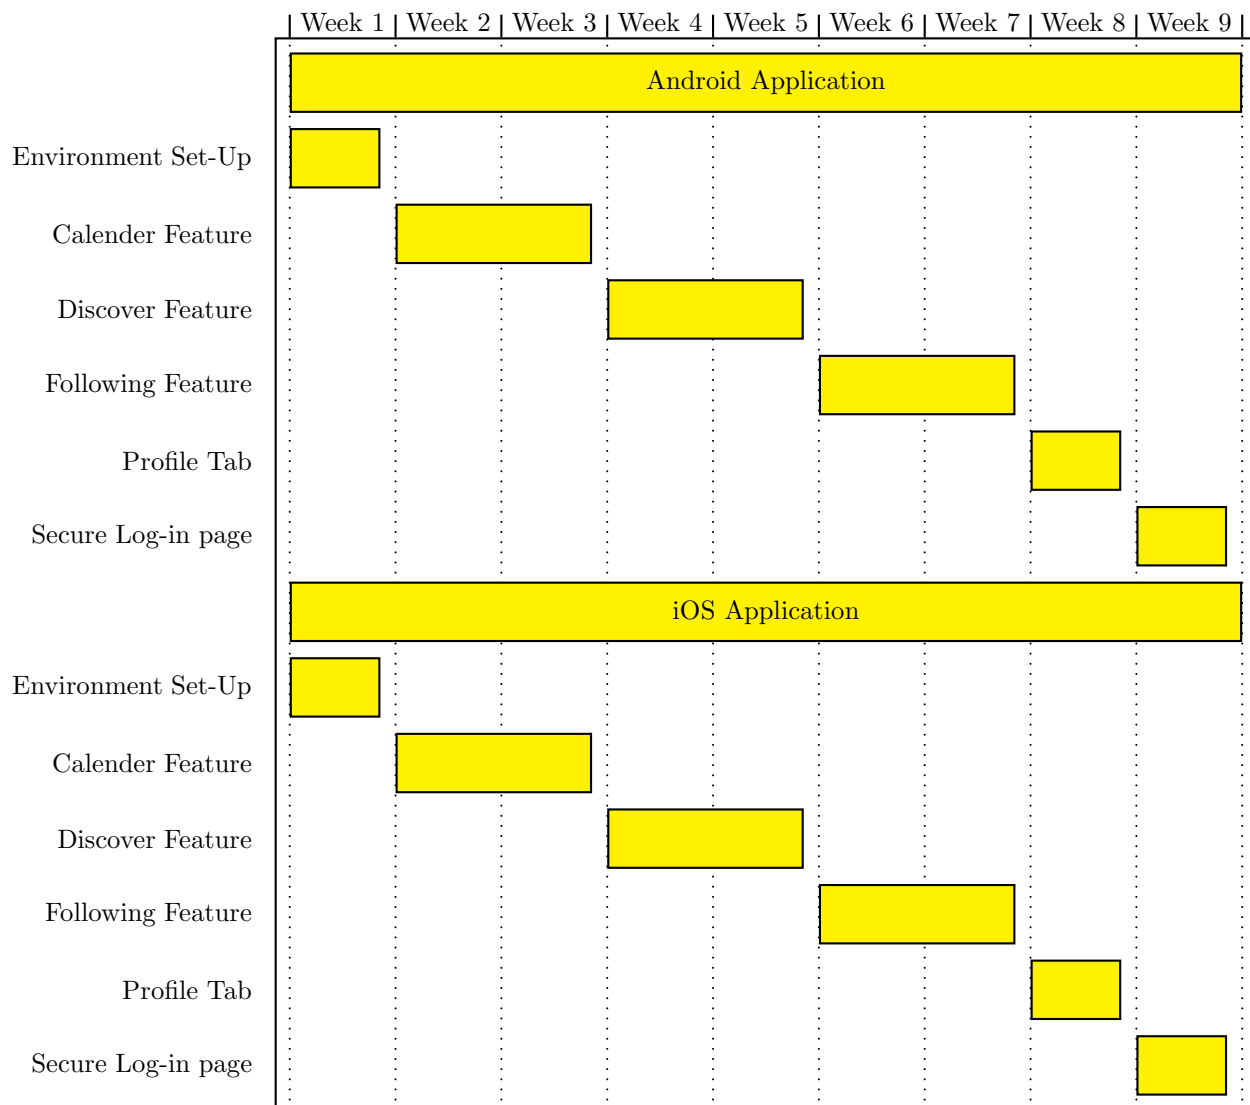 Week 1 Week 2 Week 3 Week 4 Week 5 Week 6 Week 7 Week 8 Week 9
Android Application
Environment Set-Up
Calender Feature
Discover Feature
Following Feature
Profile Tab
Secure Log-in page
iOS Application
Environment Set-Up
Calender Feature
Discover Feature
Following Feature
Profile Tab
Secure Log-in page